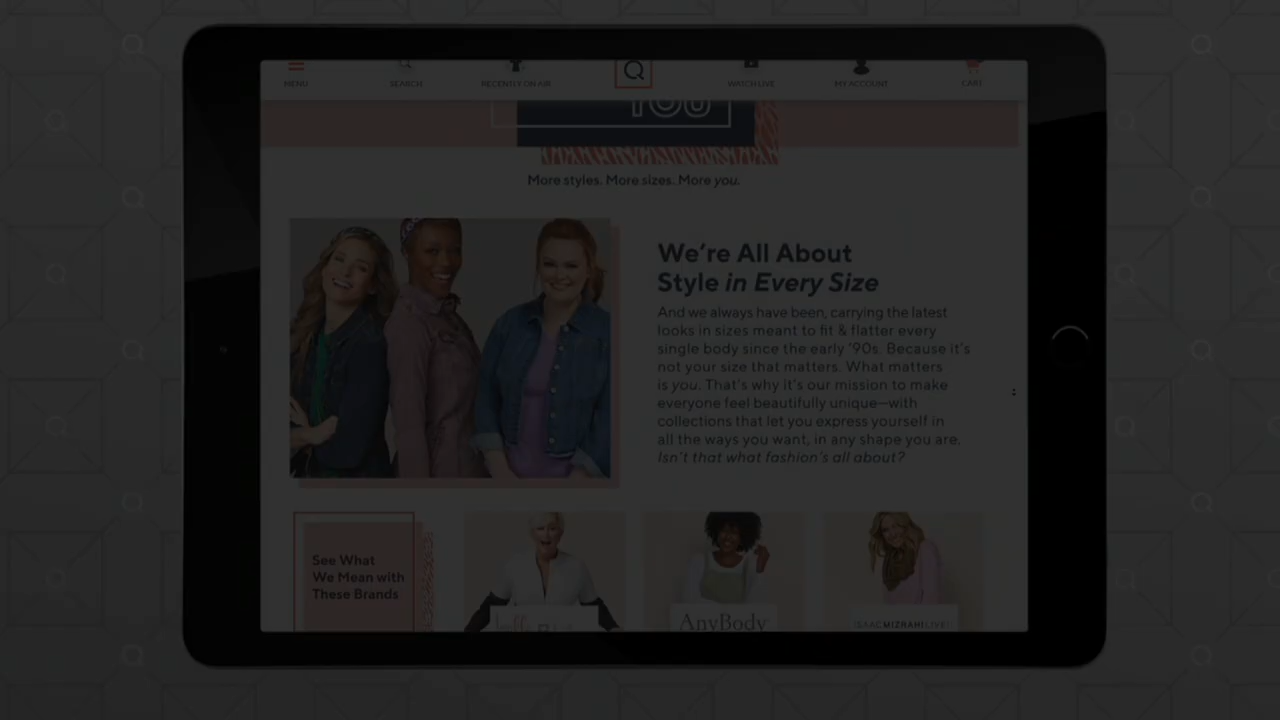 MENU
SEARCH
RECENTLY ON AIR
Q
WATCH LIVE
MY ACCOUNT
CART
YOU
More styles. More sizes. More you.
We're All About
Style in Every Size
And we always have been, carrying the latest
looks in sizes meant to fit & flatter every
single body since the early '90s. Because it's
not your size that matters. What matters
is you. That's why it's our mission to make
everyone feel beautifully unique—with
collections that let you express yourself in
all the ways you want, in any shape you are.
Isn't that what fashion's all about?
See What
We Mean with
These Brands
AnyBody
ISAACMIZRAHILIVE!